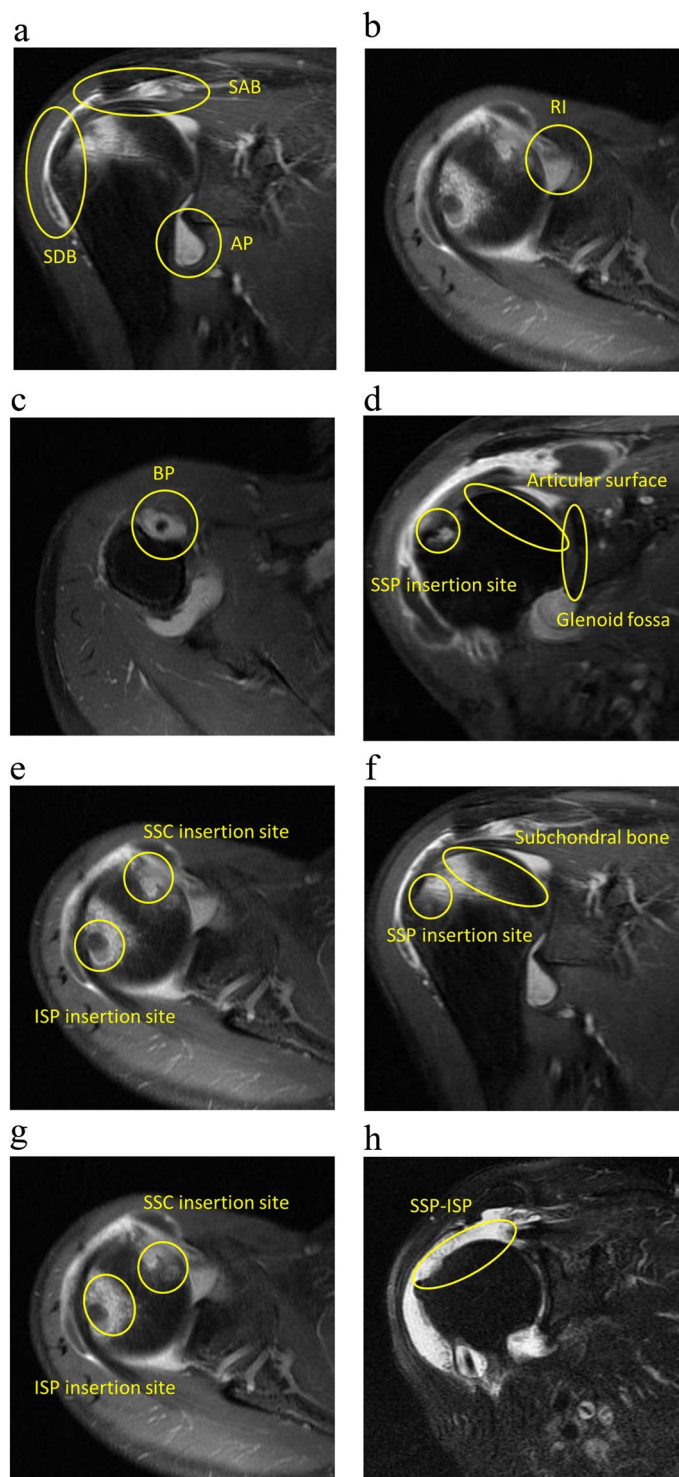 a
SAB
SDB
AP
b
RI
c
BP
d
Articular surface
SSP insertion site
Glenoid fossa
e
SSC insertion site
ISP insertion site
f
Subchondral bone
SSP insertion site
g
SSC insertion site
ISP insertion site
h
SSP-ISP